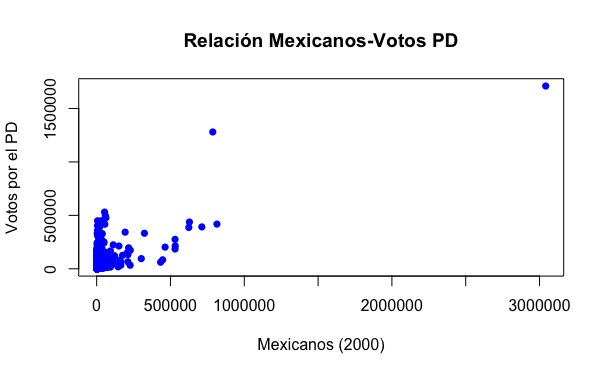 Relación Mexicanos-Votos PD
Votos por el PD
1500000
500000
0
0 500000 1000000 2000000 3000000
Mexicanos (2000)